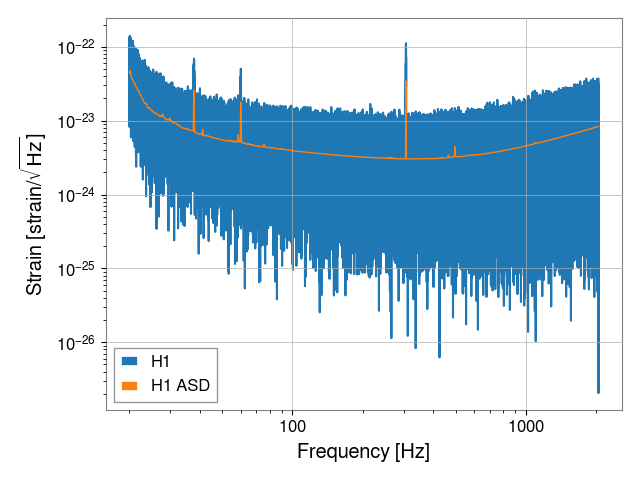 10⁻²²
10⁻²³
10⁻²⁴
10⁻²⁵
10⁻²⁶
Strain [strain/√Hz]
H1
H1 ASD
100
1000
Frequency [Hz]